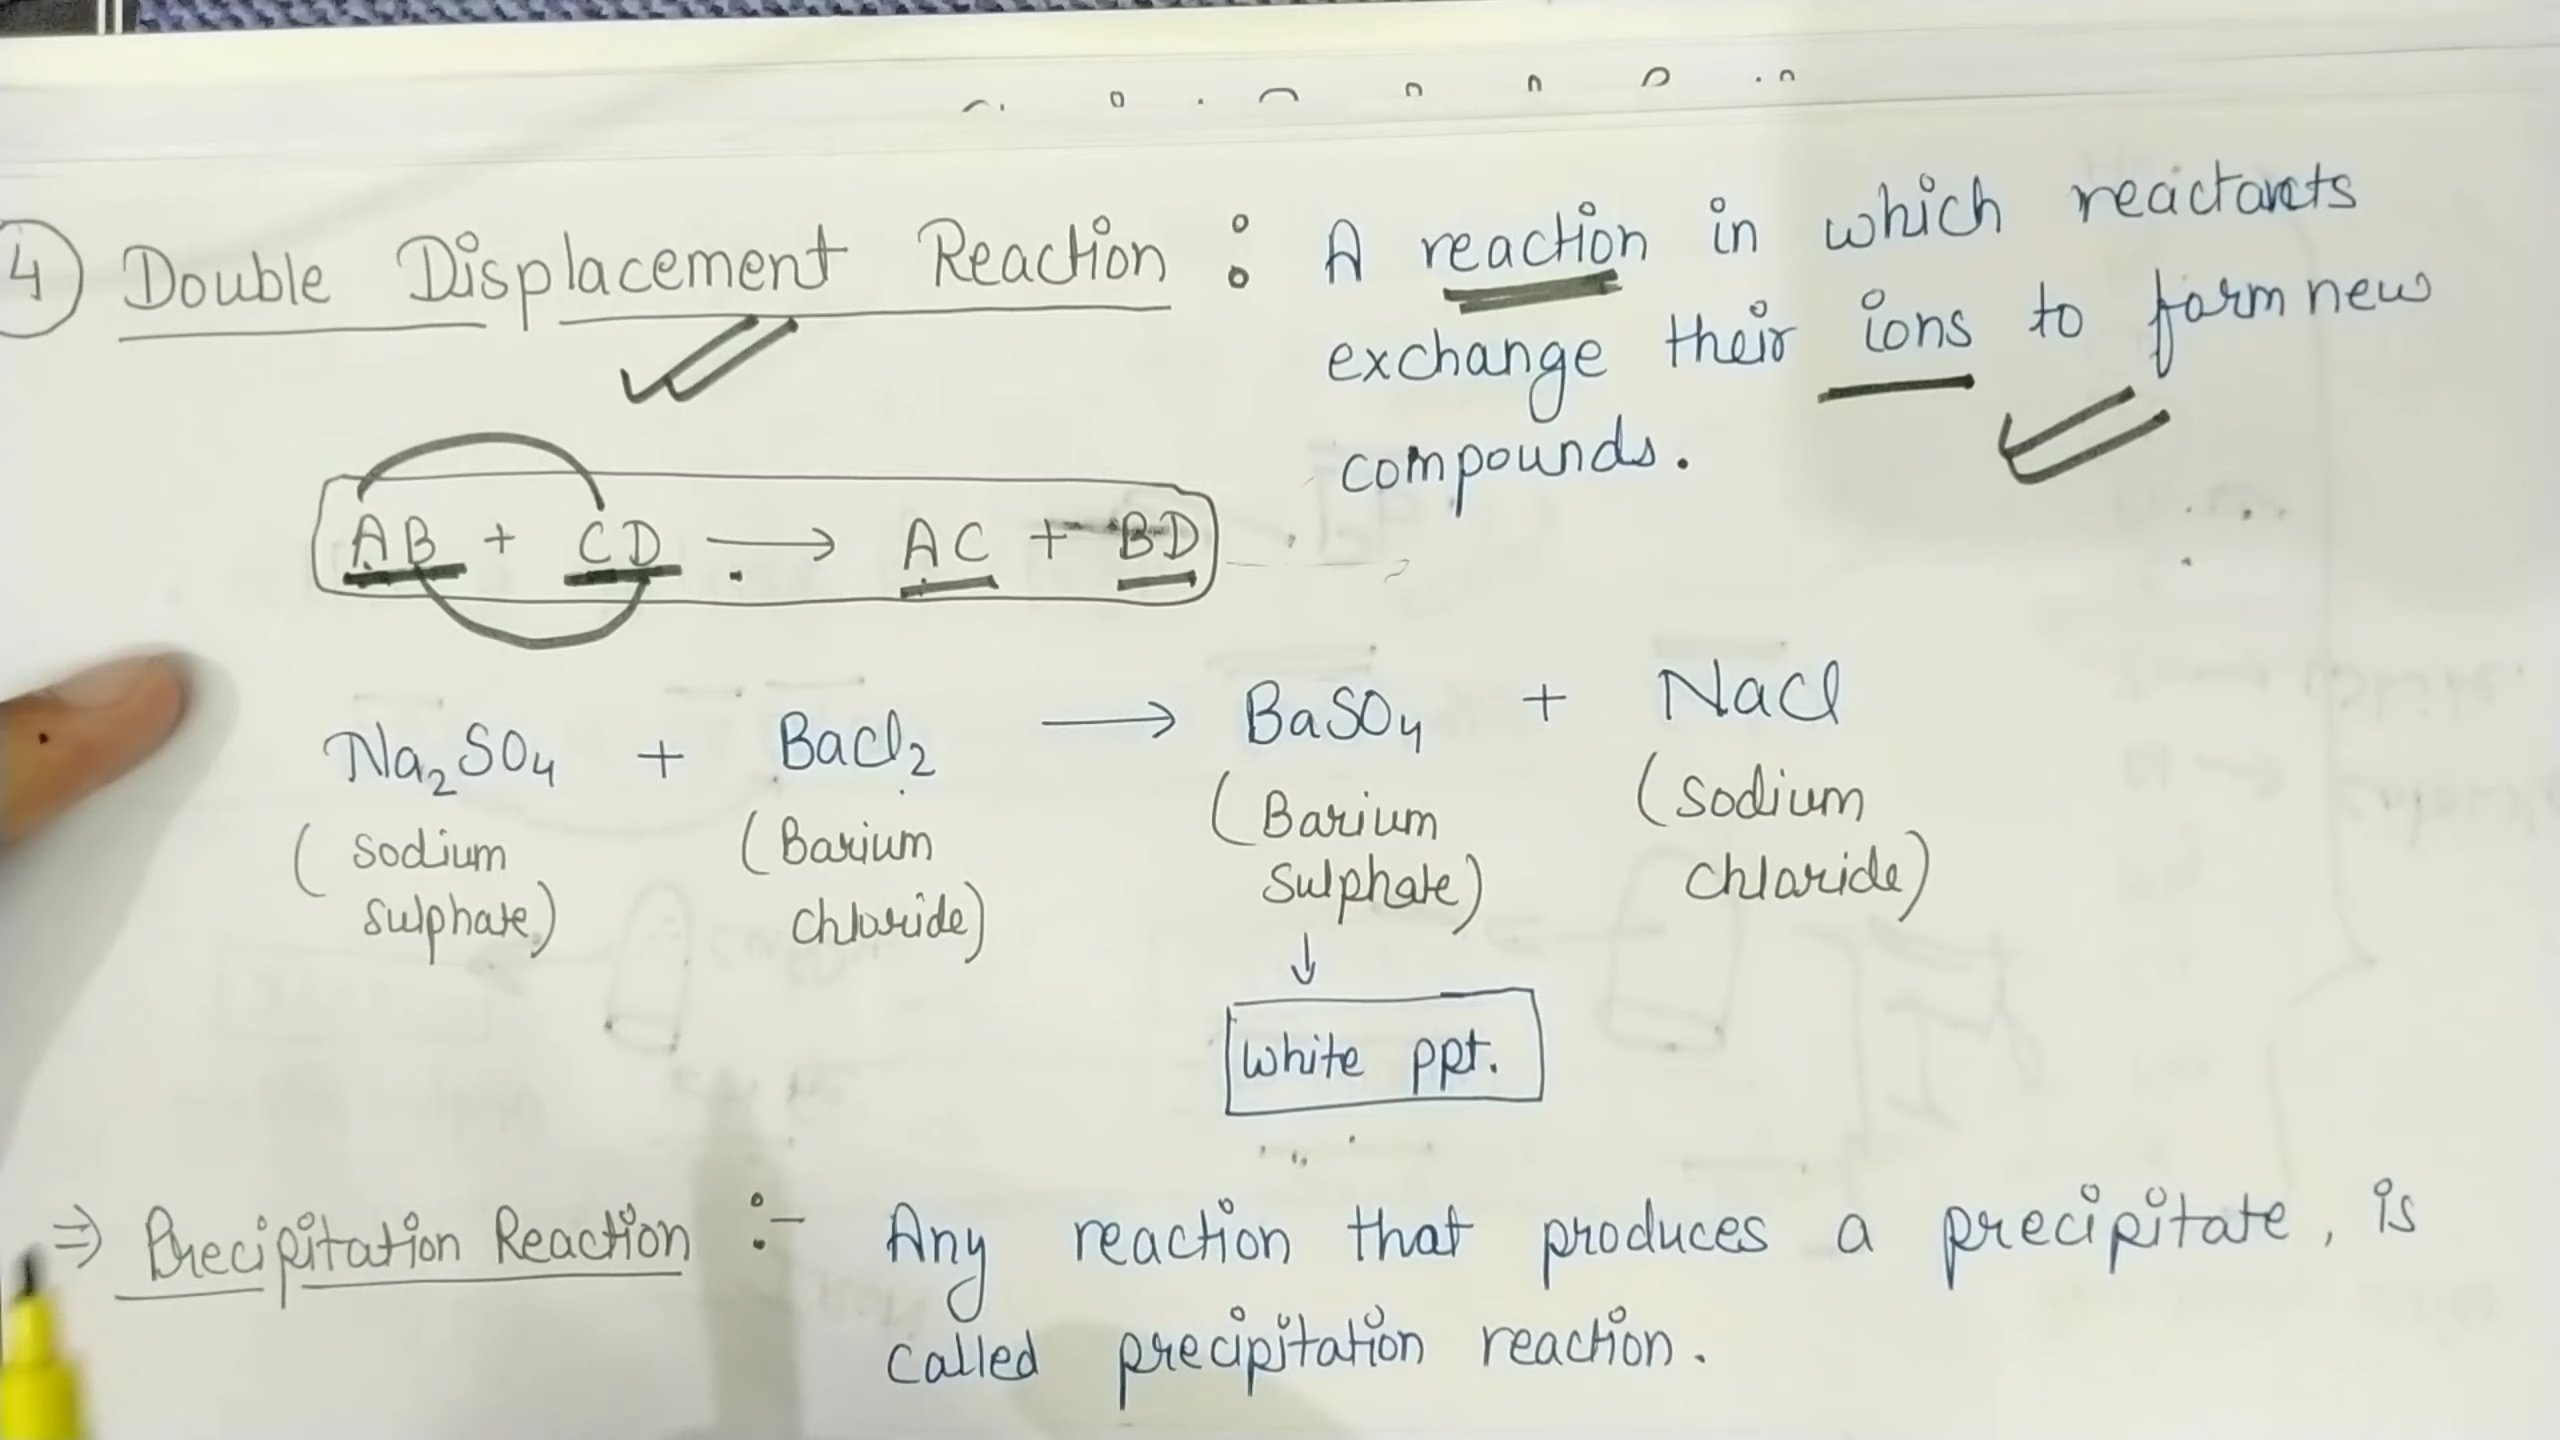 4 Double Displacement Reaction : A reaction in which reactants
exchange their ions to form new
compounds.
AB + CD → AC + BD
Na₂SO₄ + BaCl₂ → BaSO₄ + NaCl
(Sodium sulphate) (Barium chloride) (Barium sulphate) (Sodium chloride)
↓
White ppt.
⇒ Precipitation Reaction :- Any reaction that produces a precipitate, is
called precipitation reaction.